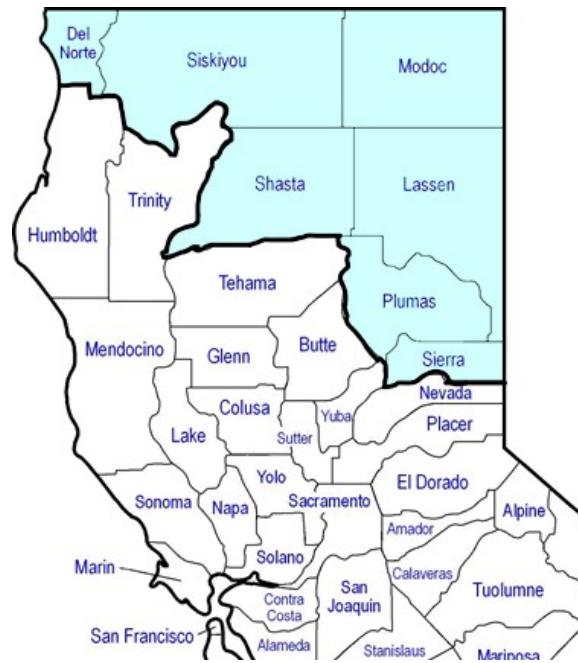 Del
Norte
Siskiyou
Modoc
Shasta
Lassen
Trinity
Humboldt
Tehama
Plumas
Butte
Mendocino
Glenn
Sierra
Nevada
Colusa
Yuba
Placer
Lake
Sutter
Yolo
El Dorado
Sonoma
Napa
Sacramento
Alpine
Amador
Solano
Marin
Calaveras
San
Joaquin
Tuolumne
Contra
Costa
San Francisco
Alameda
Stanislaus
Mariposa